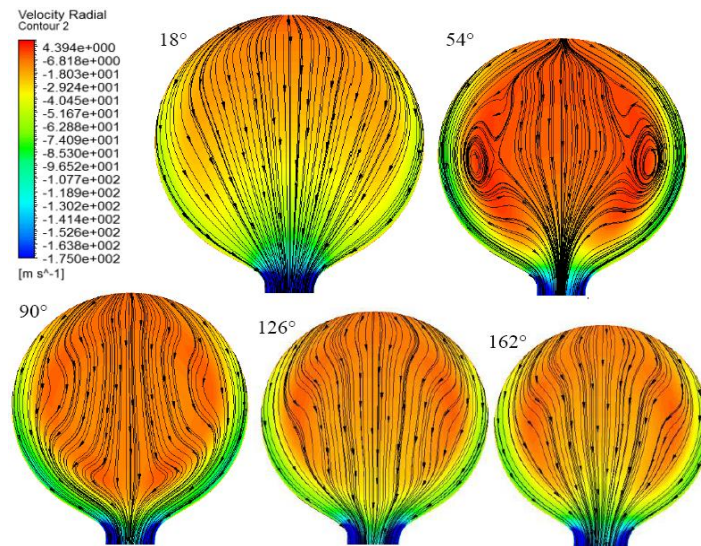 Velocity Radial
Contour 2
4.394e+000
-6.818e+000
-1.803e+001
-2.924e+001
-4.045e+001
-5.167e+001
-6.288e+001
-7.409e+001
-8.530e+001
-9.652e+001
-1.077e+002
-1.189e+002
-1.302e+002
-1.414e+002
-1.526e+002
-1.638e+002
-1.750e+002
[m s^-1]
18°
54°
90°
126°
162°